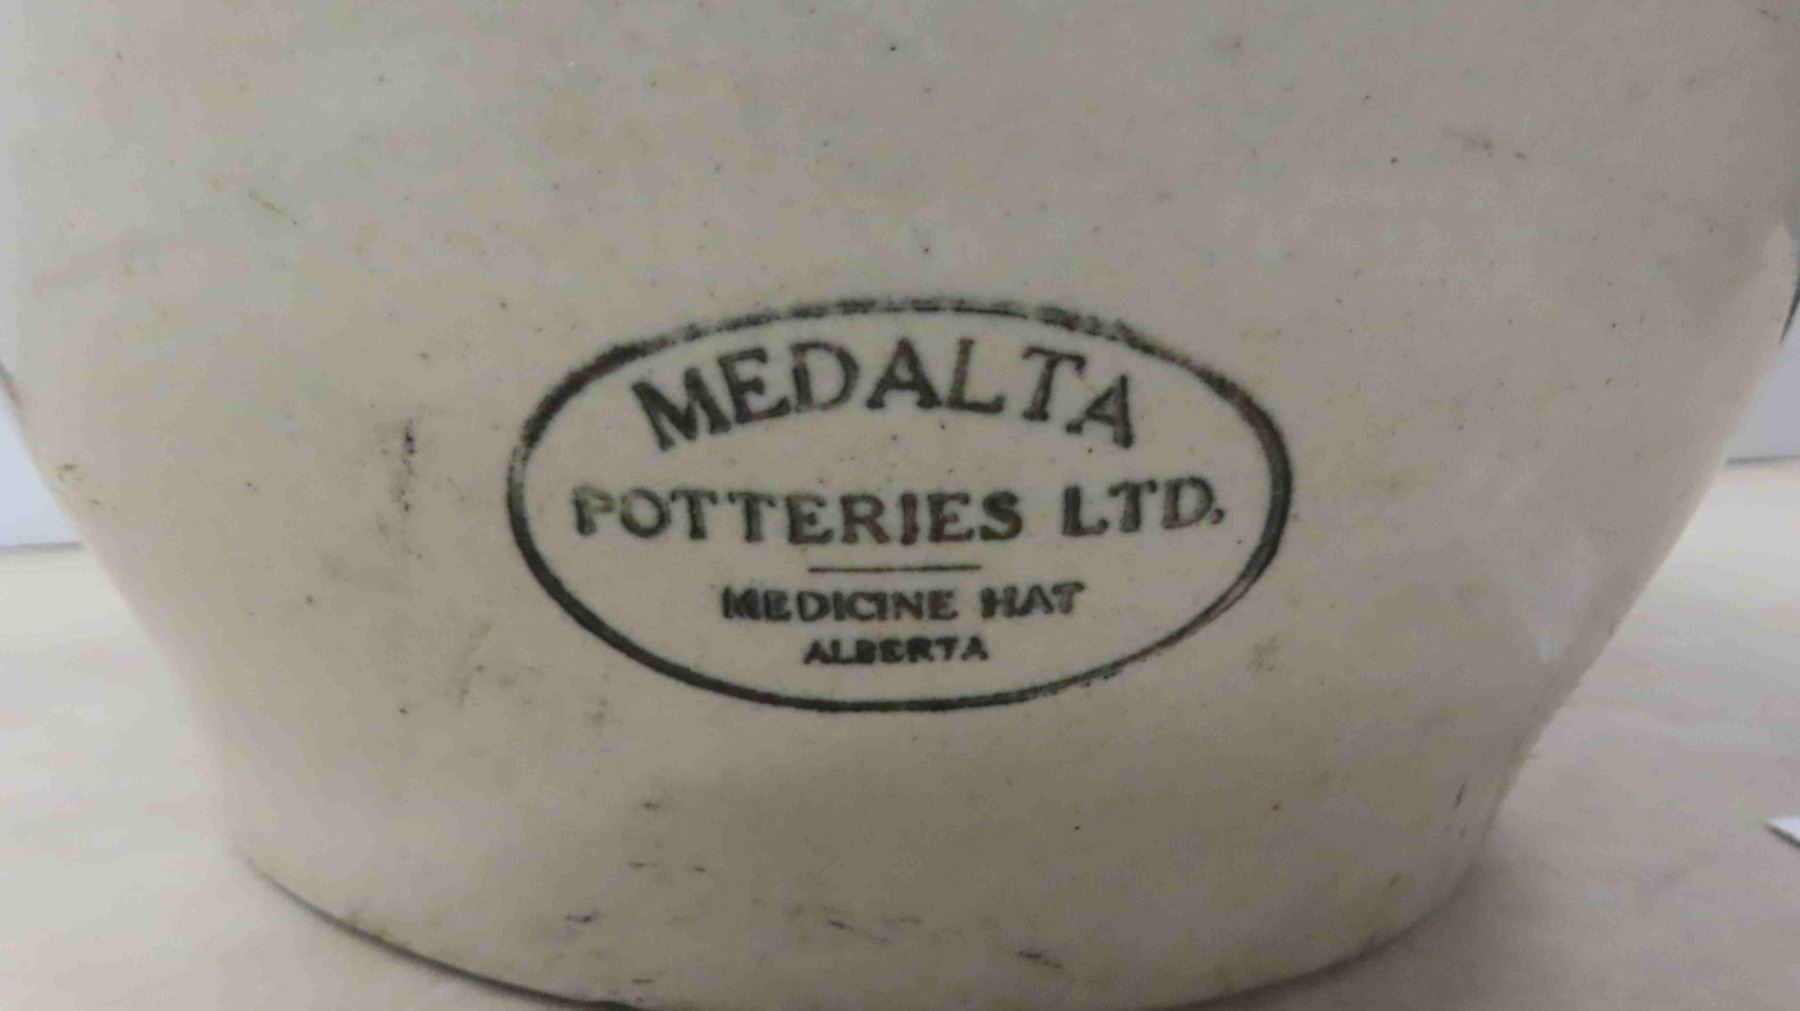 MEDALTA
POTTERIES LTD.
MEDICINE HAT
ALBERTA